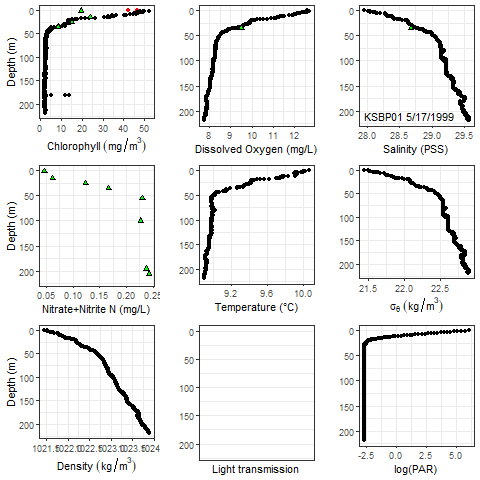 0
50
100
150
200
Depth (m)
0 10 20 30 40 50
Chlorophyll (mg/m³)
0
50
100
150
200
8 9 10 11 12
Dissolved Oxygen (mg/L)
0
50
100
150
200
KSBP01 5/17/1999
28.0 28.5 29.0 29.5
Salinity (PSS)
0
50
100
150
200
Depth (m)
0.05 0.10 0.15 0.20 0.25
Nitrate+Nitrite N (mg/L)
0
50
100
150
200
9.2 9.6 10.0
Temperature (°C)
0
50
100
150
200
21.5 22.0 22.5
σθ (kg/m³)
0
50
100
150
200
Depth (m)
1021.5 1022.0 1022.5 1023.0 1023.5 1024
Density (kg/m³)
0
50
100
150
200
Light transmission
0
50
100
150
200
-2.5 0.0 2.5 5.0
log(PAR)